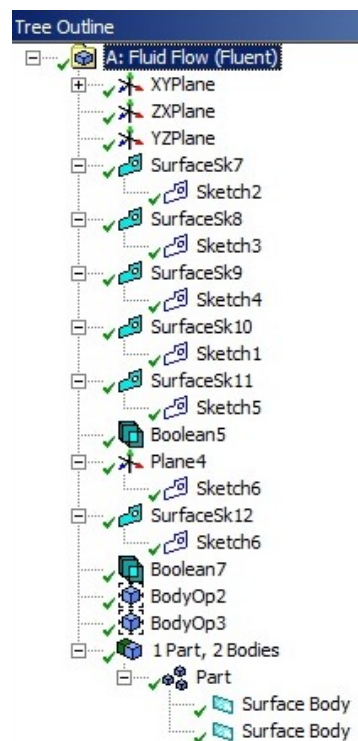 Tree Outline
A: Fluid Flow (Fluent)
XYPlane
ZXPlane
YZPlane
SurfaceSk7
Sketch2
SurfaceSk8
Sketch3
SurfaceSk9
Sketch4
SurfaceSk10
Sketch1
SurfaceSk11
Sketch5
Boolean5
Plane4
Sketch6
SurfaceSk12
Sketch6
Boolean7
BodyOp2
BodyOp3
1 Part, 2 Bodies
Part
Surface Body
Surface Body